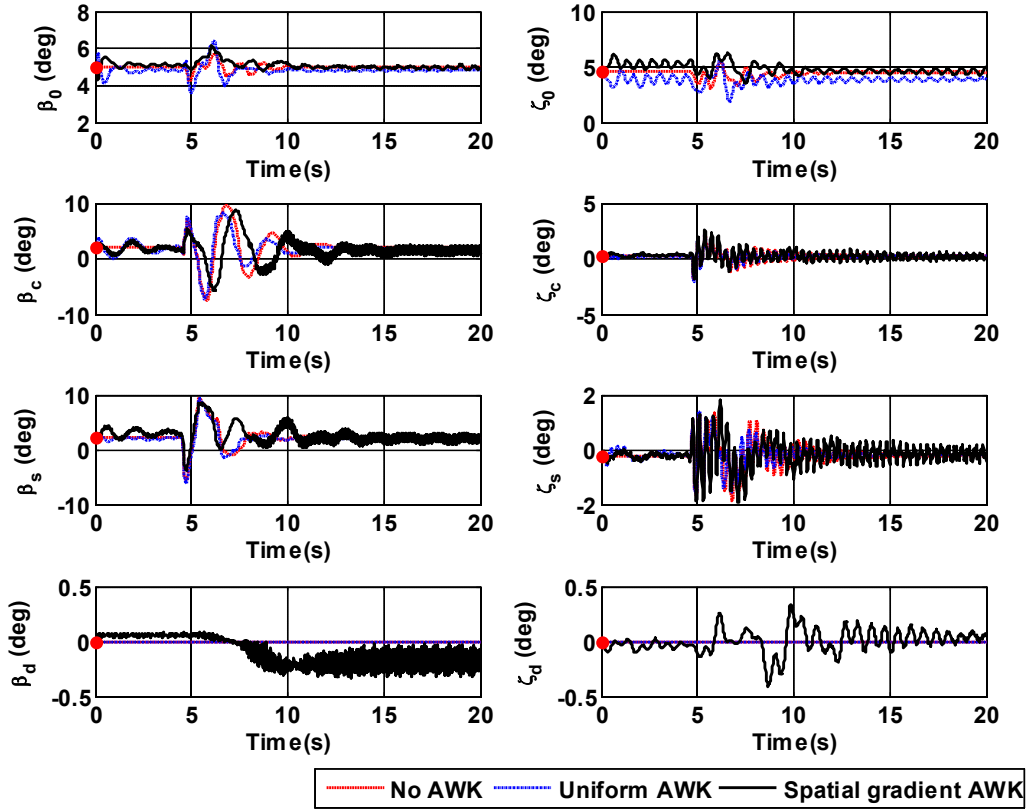 8
6
4
2
0 5 10 15 20
Time(s)
β0 (deg)
10
5
0
0 5 10 15 20
Time(s)
ζ0 (deg)
10
0
-10
0 5 10 15 20
Time(s)
βc (deg)
5
0
-5
0 5 10 15 20
Time(s)
ζc (deg)
10
0
-10
0 5 10 15 20
Time(s)
βs (deg)
2
0
-2
0 5 10 15 20
Time(s)
ζs (deg)
0.5
0
-0.5
0 5 10 15 20
Time(s)
βd (deg)
0.5
0
-0.5
0 5 10 15 20
Time(s)
ζd (deg)
No AWK Uniform AWK Spatial gradient AWK